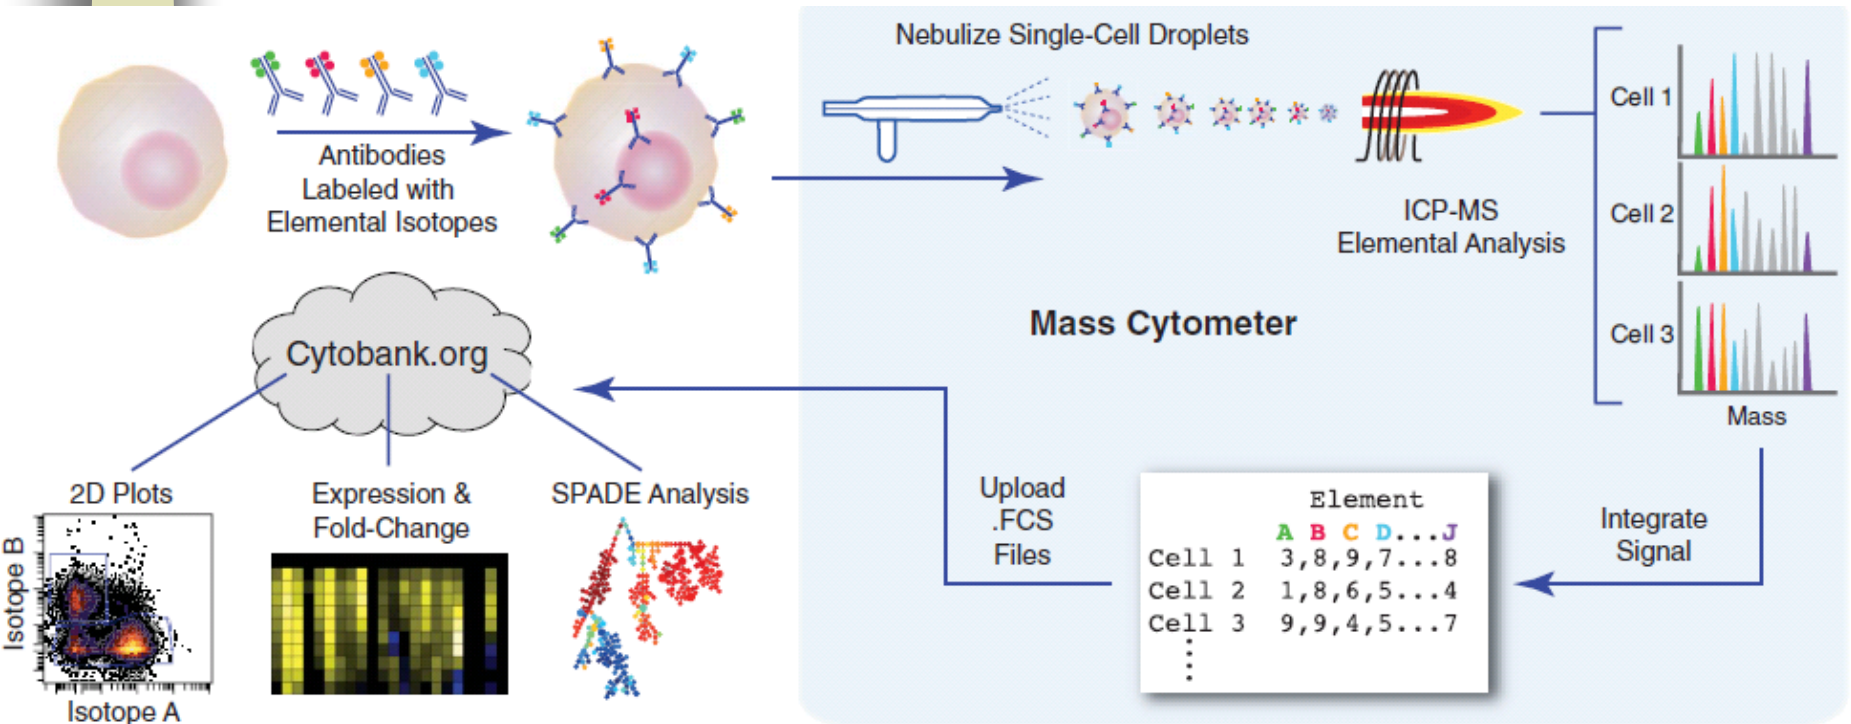 Nebulize Single-Cell Droplets
Antibodies
Labeled with
Elemental Isotopes
ICP-MS
Elemental Analysis
Cell 1
Cell 2
Cell 3
Mass
Mass Cytometer
Integrate
Signal
Element
A B C D...J
Cell 1 3,8,9,7...8
Cell 2 1,8,6,5...4
Cell 3 9,9,4,5...7
Upload
.FCS
Files
Cytobank.org
2D Plots
Isotope B
Isotope A
Expression &
Fold-Change
SPADE Analysis